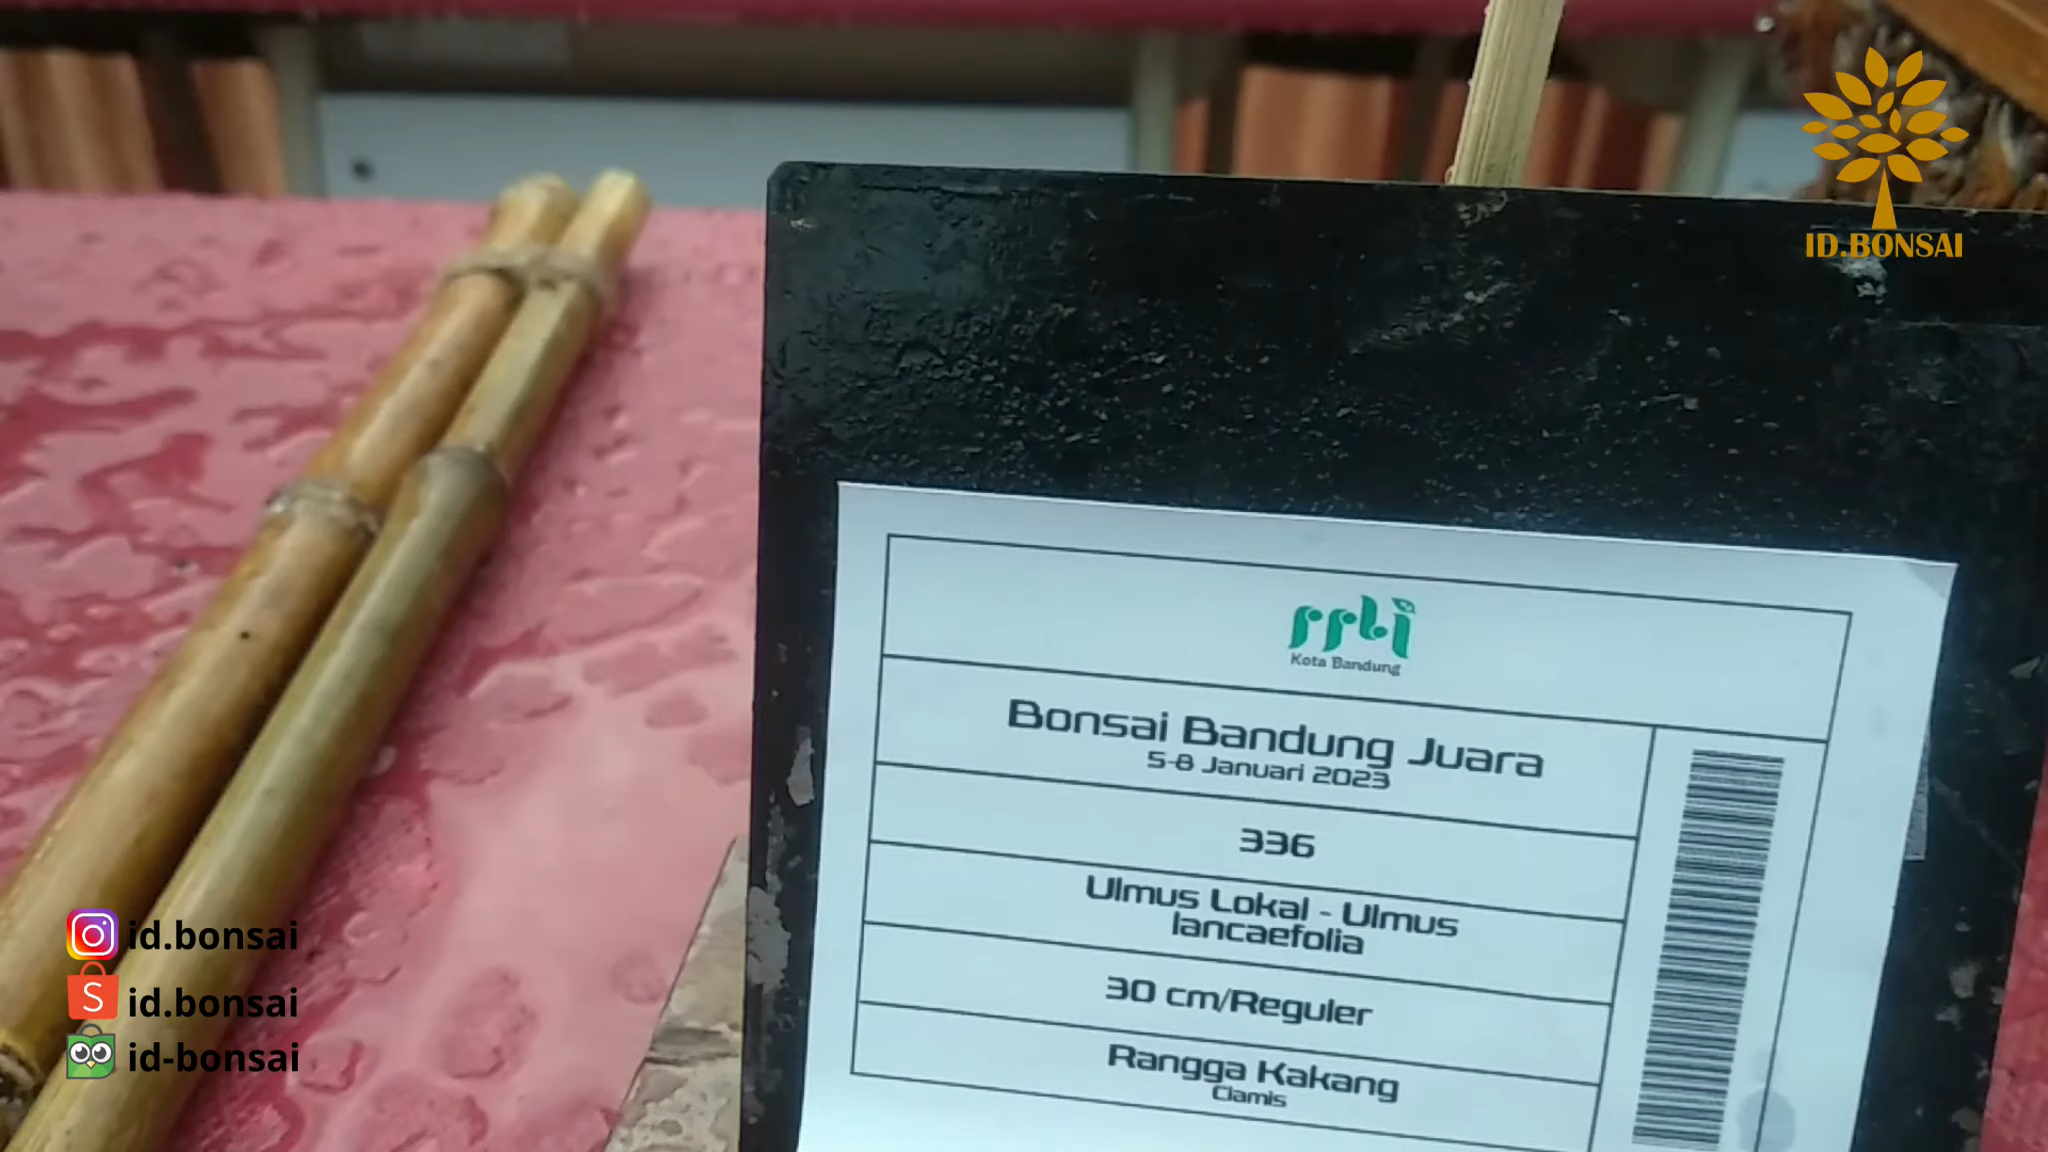 ID.BONSAI
ppbi
Kota Bandung
Bonsai Bandung Juara
5-8 Januari 2023
336
Ulmus Lokal - Ulmus
lancaefolia
30 cm/Reguler
Rangga Kakang
Ciamis
id.bonsai
id.bonsai
id-bonsai